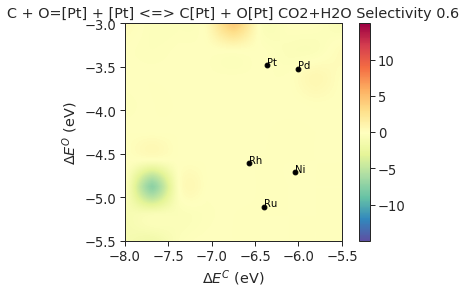 C + O=[Pt] + [Pt] <=> C[Pt] + O[Pt] CO2+H2O Selectivity 0.6
−3.0
−3.5
−4.0
−4.5
−5.0
−5.5
ΔE^O (eV)
Pt
Pd
Rh
Ni
Ru
−8.0 −7.5 −7.0 −6.5 −6.0 −5.5
ΔE^C (eV)
10
5
0
−5
−10